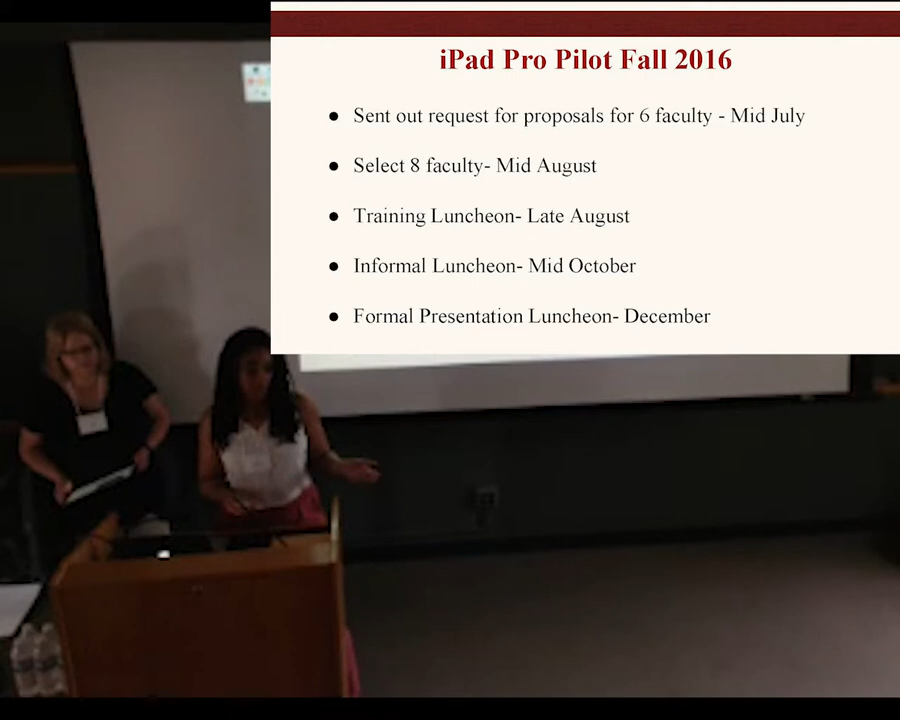 iPad Pro Pilot Fall 2016
● Sent out request for proposals for 6 faculty - Mid July
● Select 8 faculty- Mid August
● Training Luncheon- Late August
● Informal Luncheon- Mid October
● Formal Presentation Luncheon- December